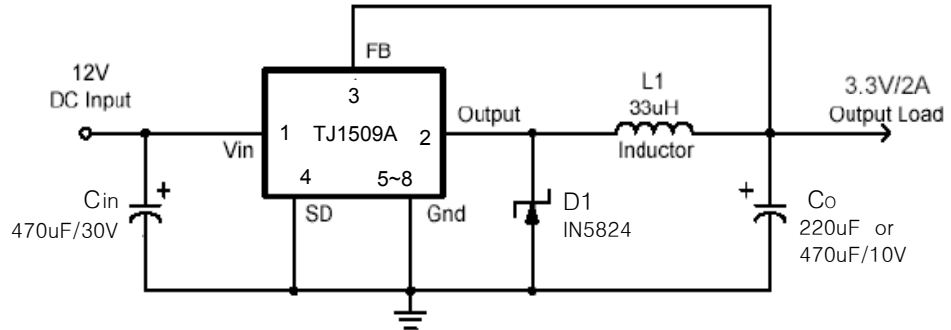 FB
12V
DC Input
3
L1
33uH
Inductor
3.3V/2A
Output Load
Output
1
TJ1509A
2
Vin
4
5~8
SD
Gnd
Cin
470uF/30V
+
D1
IN5824
+
Co
220uF or
470uF/10V